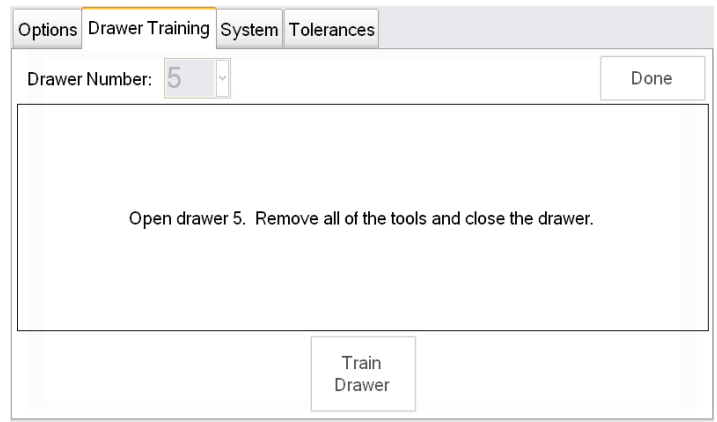 Options Drawer Training System Tolerances
Drawer Number: 5 Done
Open drawer 5. Remove all of the tools and close the drawer.
Train
Drawer